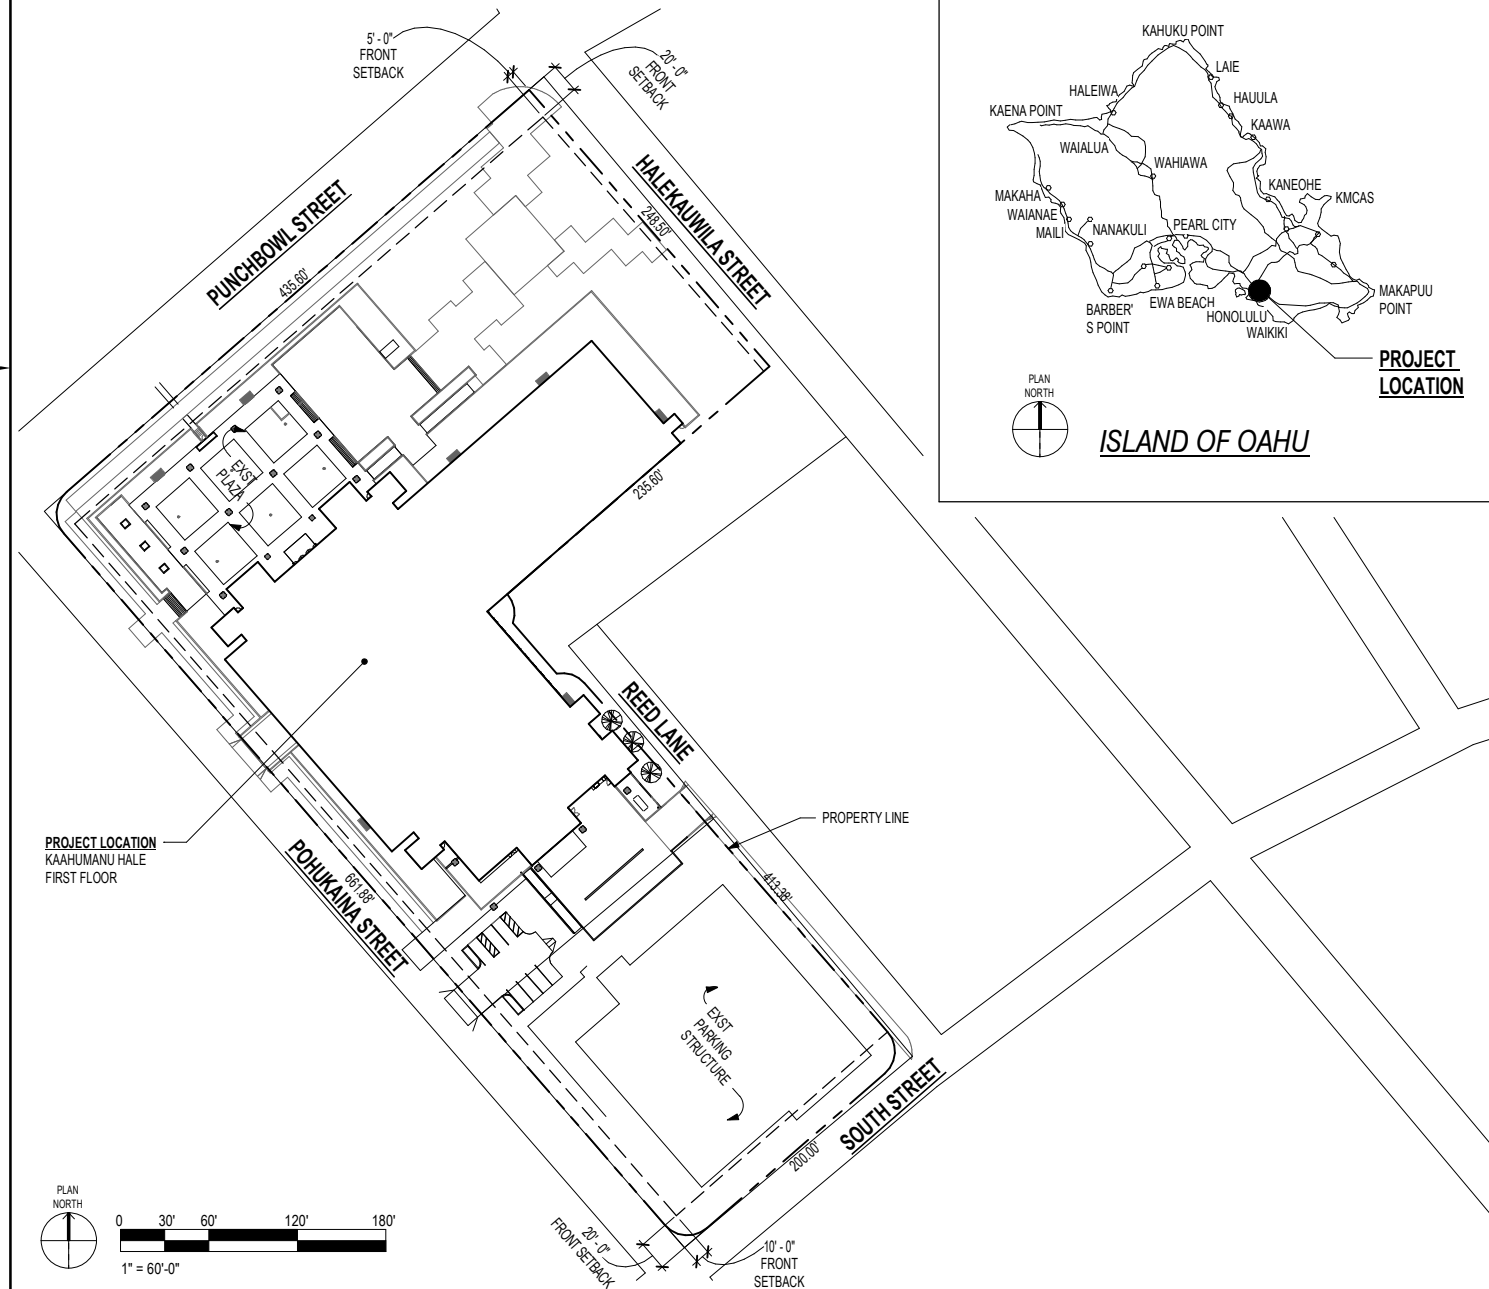 5' - 0"
FRONT
SETBACK
20' - 0"
FRONT
SETBACK
PUNCHBOWL STREET
435.60'
HALEKAUWILA STREET
248.50'
EXST
PLAZA
235.60'
REED LANE
PROPERTY LINE
413.38'
PROJECT LOCATION
KAAHUMANU HALE
FIRST FLOOR
POHUKAINA STREET
661.88'
EXST
PARKING
STRUCTURE
SOUTH STREET
200.00'
20' - 0"
FRONT SETBACK
10' - 0"
FRONT
SETBACK
PLAN
NORTH
0 30' 60' 120' 180'
1" = 60'-0"
KAHUKU POINT
LAIE
HALEIWA
HAUULA
KAENA POINT
KAAWA
WAIALUA
WAHIAWA
KANEOHE
MAKAHA
KMCAS
WAIANAE
MAILI
NANAKULI
PEARL CITY
EWA BEACH
BARBER'
S POINT
HONOLULU
WAIKIKI
MAKAPUU
POINT
PROJECT
LOCATION
PLAN
NORTH
ISLAND OF OAHU